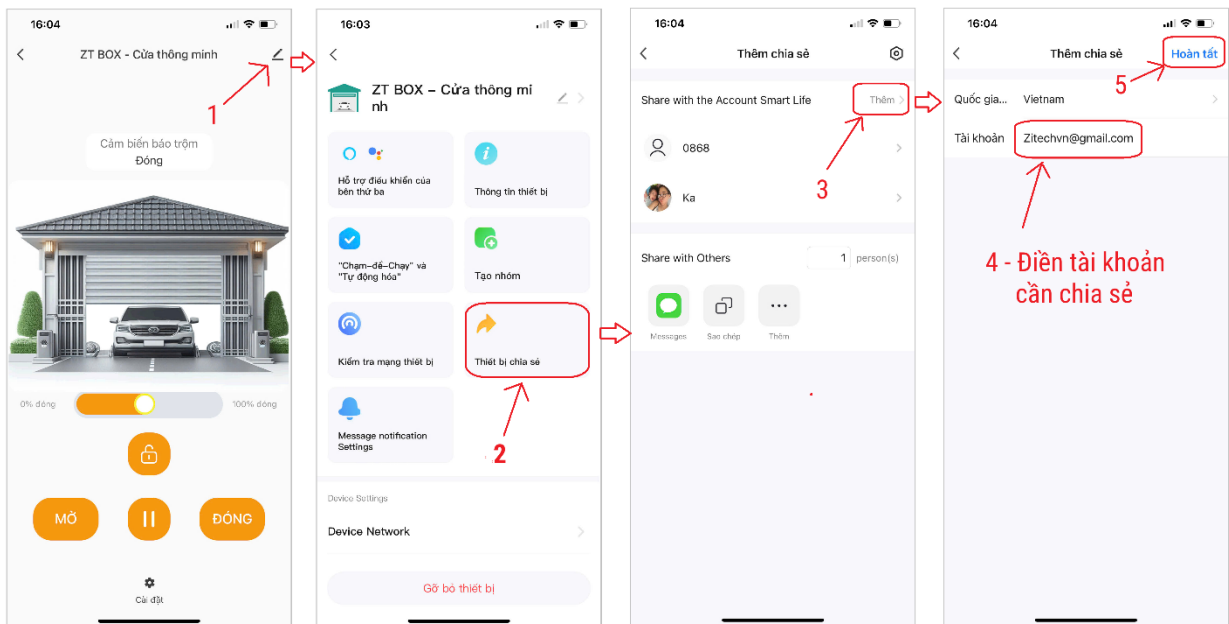 16:04
ZT BOX - Cửa thông minh
1
Cảm biến báo trộm
Đóng
0% đóng
100% đóng
MỞ
ĐÓNG
Cài đặt
16:03
ZT BOX – Cửa thông mi
nh
Hỗ trợ điều khiển của
bên thứ ba
Thông tin thiết bị
"Chạm-để-Chạy" và
"Tự động hóa"
Tạo nhóm
Kiểm tra mạng thiết bị
Thiết bị chia sẻ
Message notification
Settings
2
Device Settings
Device Network
Gỡ bỏ thiết bị
16:04
Thêm chia sẻ
Share with the Account Smart Life
Thêm
0868
3
Ka
Share with Others
1 person(s)
Messages
Sao chép
Thêm
16:04
Thêm chia sẻ
Hoàn tất
5
Quốc gia...
Vietnam
Tài khoản
Zitechvn@gmail.com
4 - Điền tài khoản
cần chia sẻ